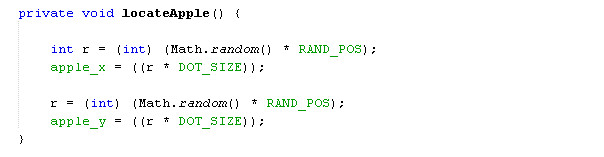 private void locateApple() {
int r = (int) (Math.random() * RAND_POS);
apple_x = ((r * DOT_SIZE));
r = (int) (Math.random() * RAND_POS);
apple_y = ((r * DOT_SIZE));
}